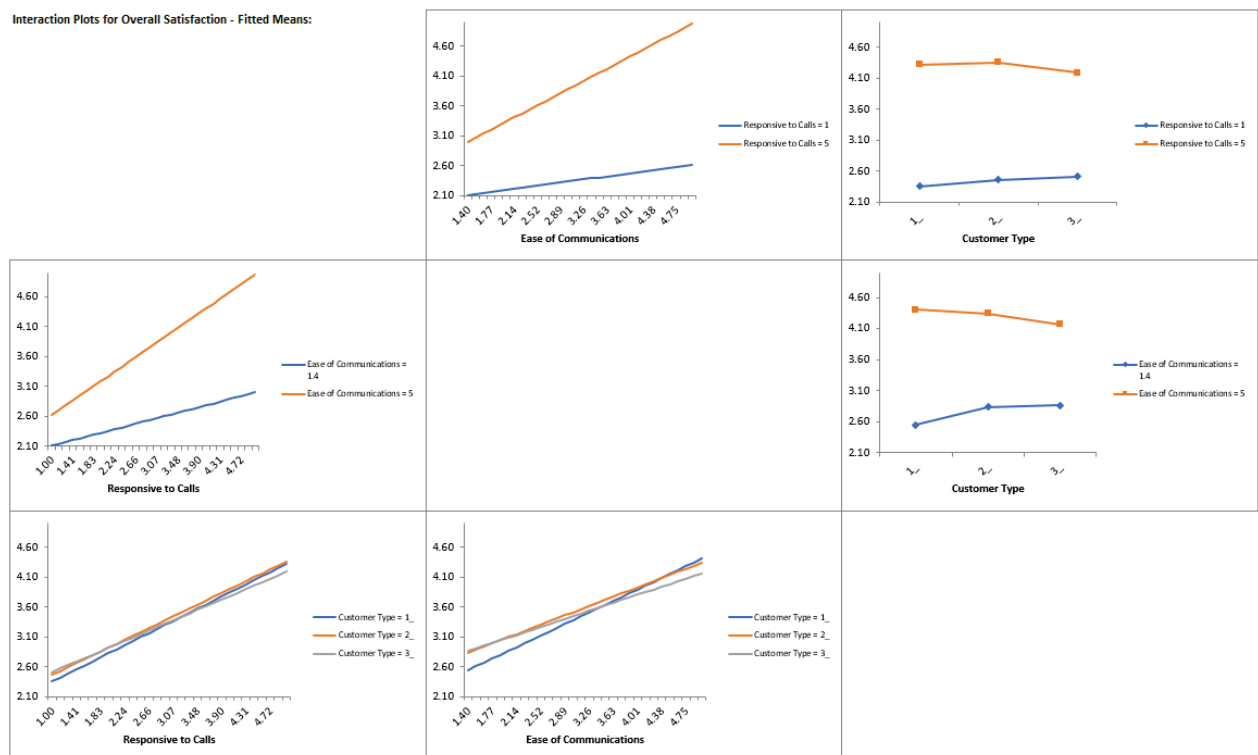 Interaction Plots for Overall Satisfaction - Fitted Means:
4.60
4.10
3.60
3.10
2.60
2.10
1.40 1.77 2.14 2.52 2.89 3.26 3.63 4.01 4.38 4.75
Ease of Communications
Responsive to Calls = 1
Responsive to Calls = 5
4.60
4.10
3.60
3.10
2.60
2.10
1_ 2_ 3_
Customer Type
Responsive to Calls = 1
Responsive to Calls = 5
4.60
4.10
3.60
3.10
2.60
2.10
1.00 1.41 1.83 2.24 2.66 3.07 3.48 3.90 4.31 4.72
Responsive to Calls
Ease of Communications =
1.4
Ease of Communications = 5
4.60
4.10
3.60
3.10
2.60
2.10
1_ 2_ 3_
Customer Type
Ease of Communications =
1.4
Ease of Communications = 5
4.60
4.10
3.60
3.10
2.60
2.10
1.00 1.41 1.83 2.24 2.66 3.07 3.48 3.90 4.31 4.72
Responsive to Calls
Customer Type = 1_
Customer Type = 2_
Customer Type = 3_
4.60
4.10
3.60
3.10
2.60
2.10
1.40 1.77 2.14 2.52 2.89 3.26 3.63 4.01 4.38 4.75
Ease of Communications
Customer Type = 1_
Customer Type = 2_
Customer Type = 3_